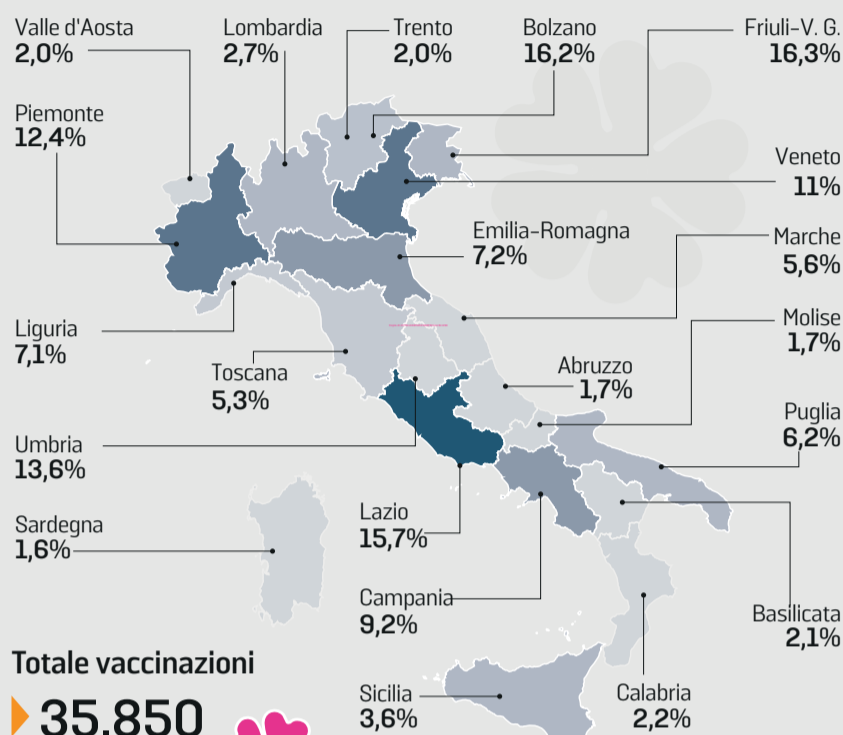 Valle d'Aosta
2,0%
Lombardia
2,7%
Trento
2,0%
Bolzano
16,2%
Friuli-V. G.
16,3%
Piemonte
12,4%
Veneto
11%
Emilia-Romagna
7,2%
Marche
5,6%
Liguria
7,1%
Toscana
5,3%
Molise
1,7%
Abruzzo
1,7%
Puglia
6,2%
Umbria
13,6%
Sardegna
1,6%
Lazio
15,7%
Campania
9,2%
Basilicata
2,1%
Totale vaccinazioni
35.850
Sicilia
3,6%
Calabria
2,2%